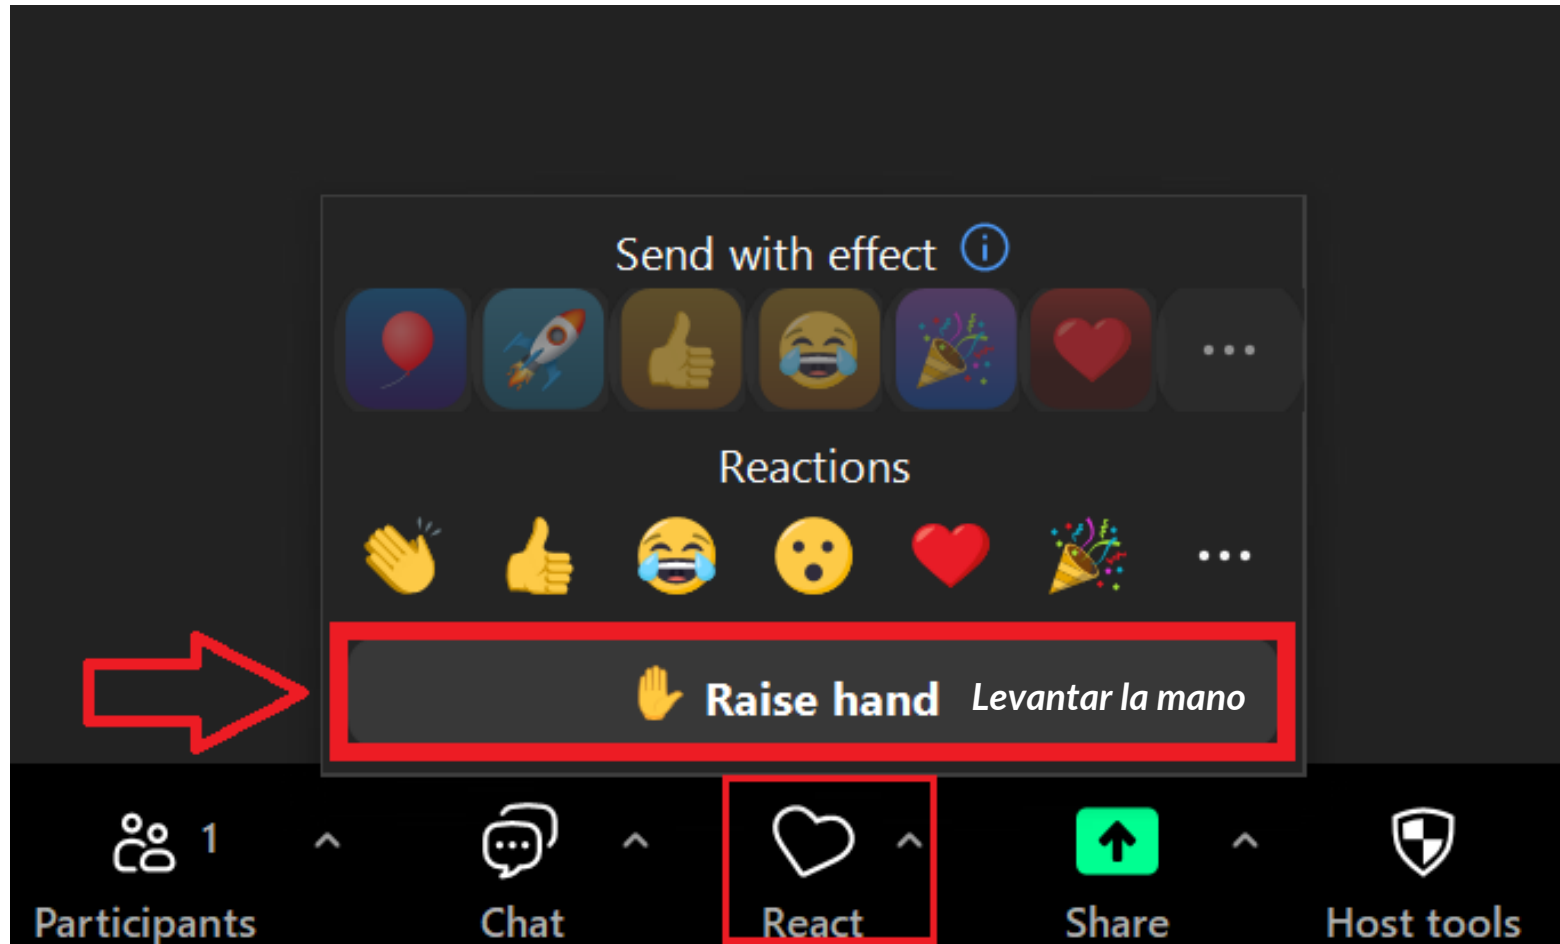 Send with effect
Reactions
Raise hand Levantar la mano
1
Participants Chat React Share Host tools